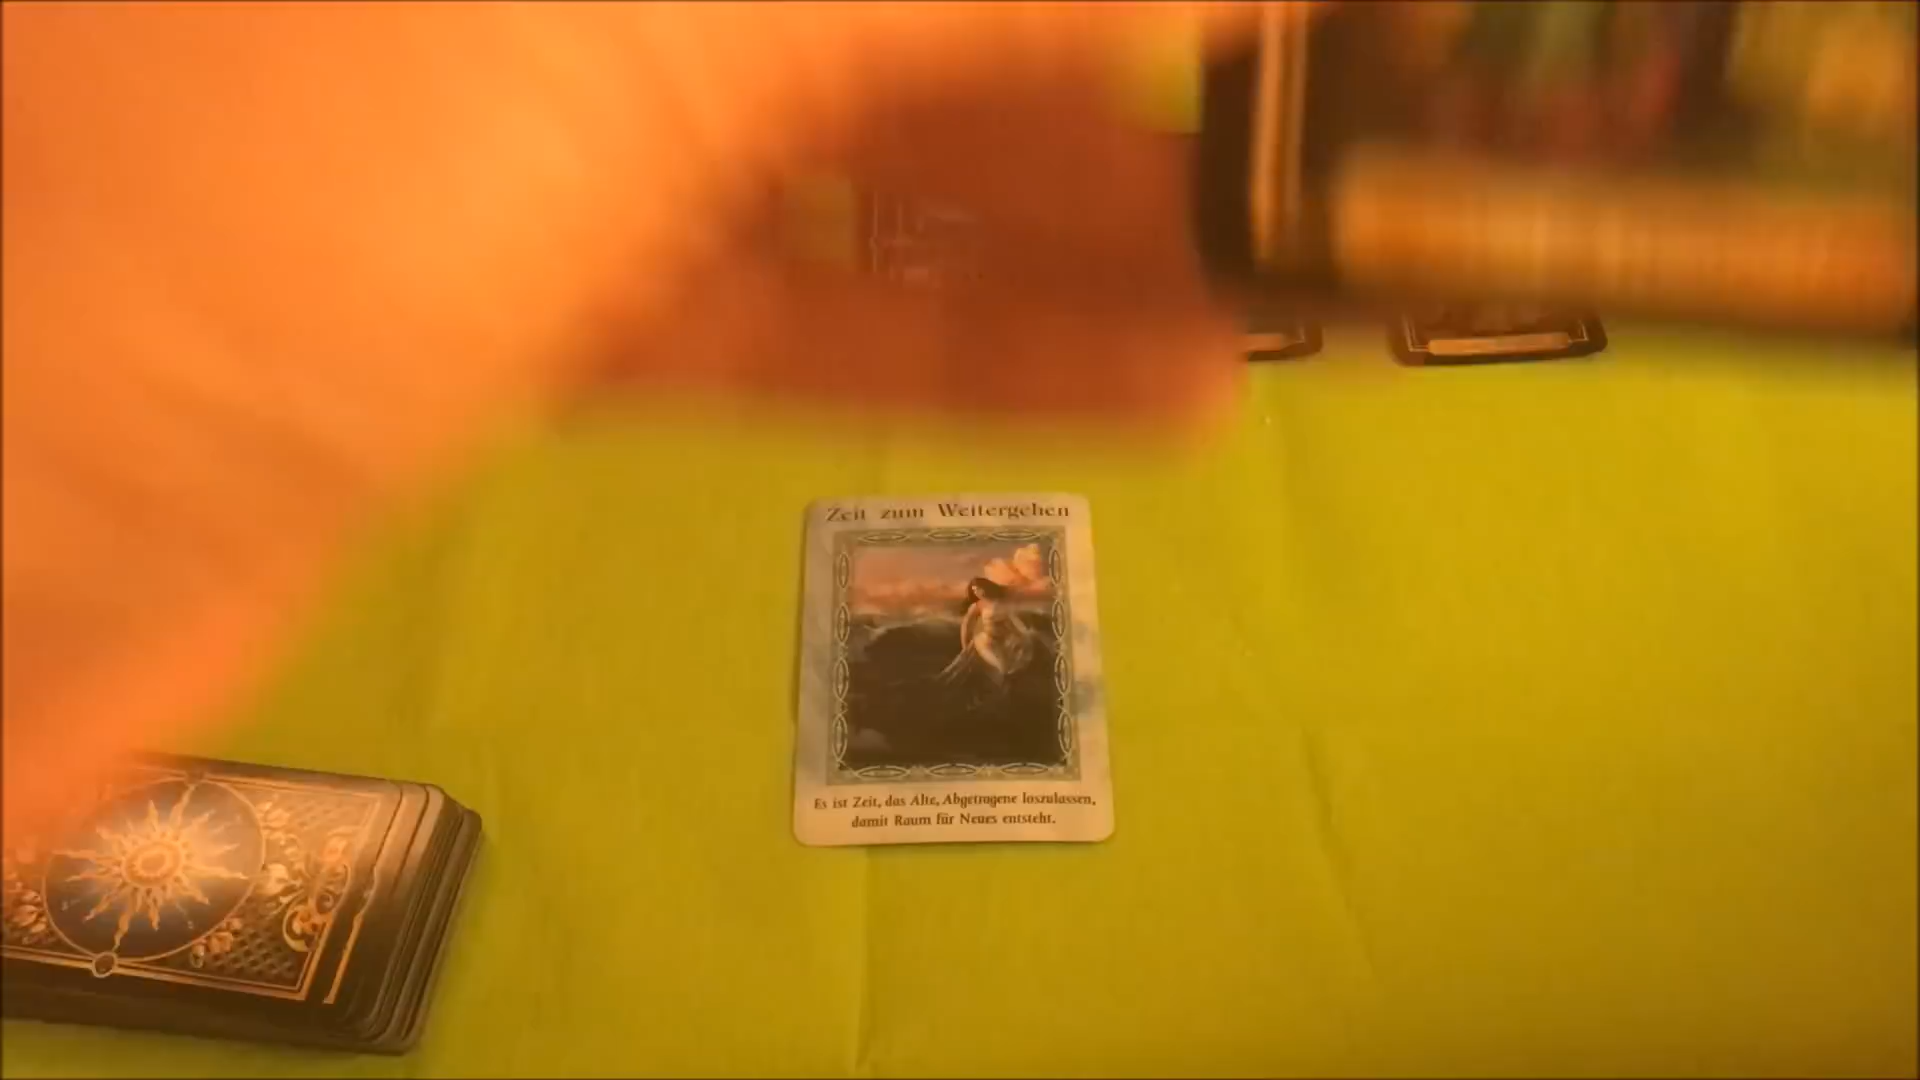 Zeit zum Weitergehen
Es ist Zeit, das Alte, Abgetragene loszulassen,
damit Raum für Neues entsteht.